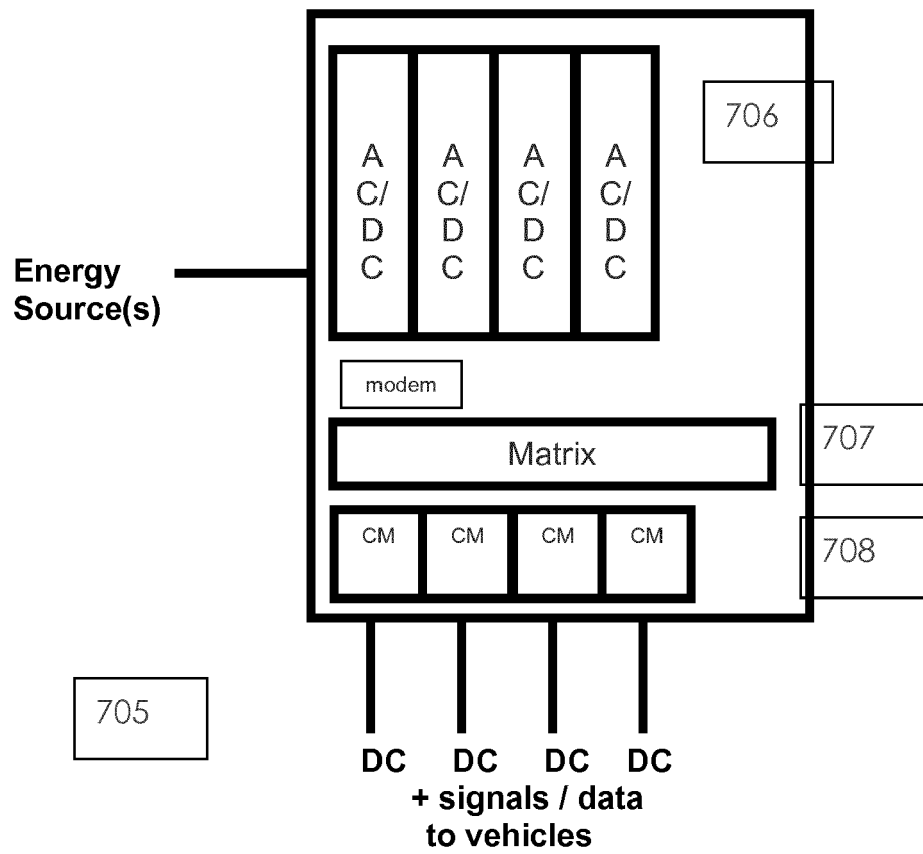 706
A
C/
D
C
A
C/
D
C
A
C/
D
C
A
C/
D
C
Energy
Source(s)
modem
707
Matrix
708
CM CM CM CM
705
DC DC DC DC
+ signals / data
to vehicles